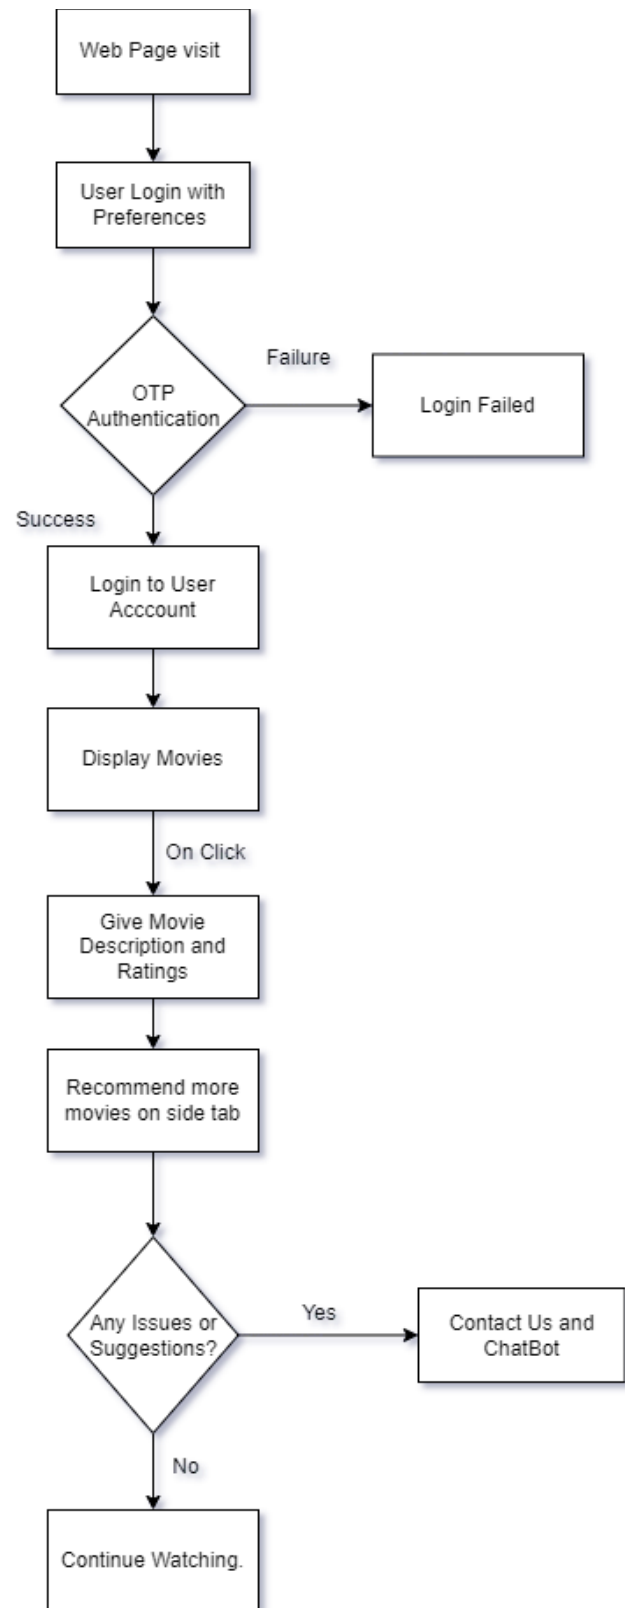 Web Page visit
User Login with
Preferences
OTP
Authentication
Failure
Login Failed
Success
Login to User
Acccount
Display Movies
On Click
Give Movie
Description and
Ratings
Recommend more
movies on side tab
Any Issues or
Suggestions?
Yes
Contact Us and
ChatBot
No
Continue Watching.